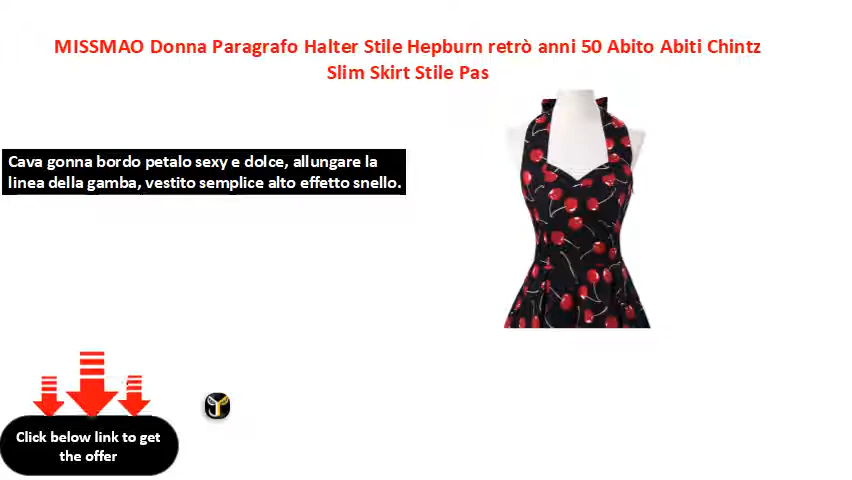 MISSMAO Donna Paragrafo Halter Stile Hepburn retrò anni 50 Abito Abiti Chintz
Slim Skirt Stile Pas
Cava gonna bordo petalo sexy e dolce, allungare la
linea della gamba, vestito semplice alto effetto snello.
Click below link to get
the offer